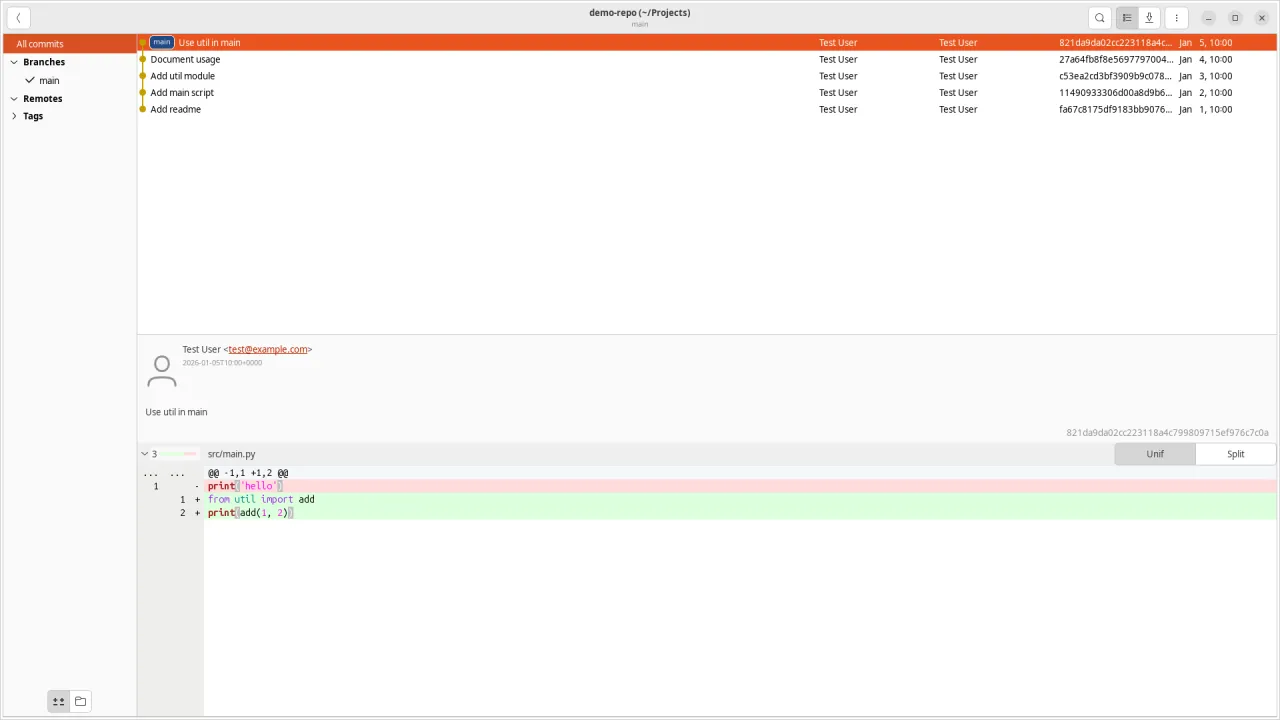 demo-repo (~/Projects)
main
All commits
Branches
main
Remotes
Tags
main Use util in main Test User Test User 821da9da02cc223118a4c... Jan 5, 10:00
Document usage Test User Test User 27a64fb8f8e5697797004... Jan 4, 10:00
Add util module Test User Test User c53ea2cd3bf3909b9c078... Jan 3, 10:00
Add main script Test User Test User 11490933306d00a8d9b6... Jan 2, 10:00
Add readme Test User Test User fa67c8175df9183bb9076... Jan 1, 10:00
Test User <test@example.com>
2026-01-05T10:00+0000
Use util in main
821da9da02cc223118a4c799809715ef976c7c0a
3 src/main.py Unif Split
... ... @@ -1,1 +1,2 @@
1 - print('hello')
1 + from util import add
2 + print(add(1, 2))